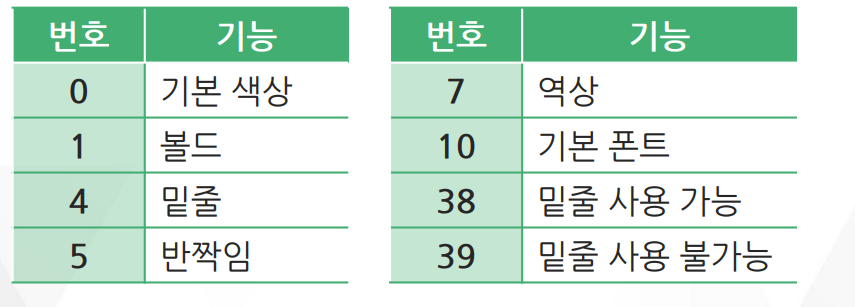 번호 기능
0 기본 색상
1 볼드
4 밑줄
5 반짝임
번호 기능
7 역상
10 기본 폰트
38 밑줄 사용 가능
39 밑줄 사용 불가능